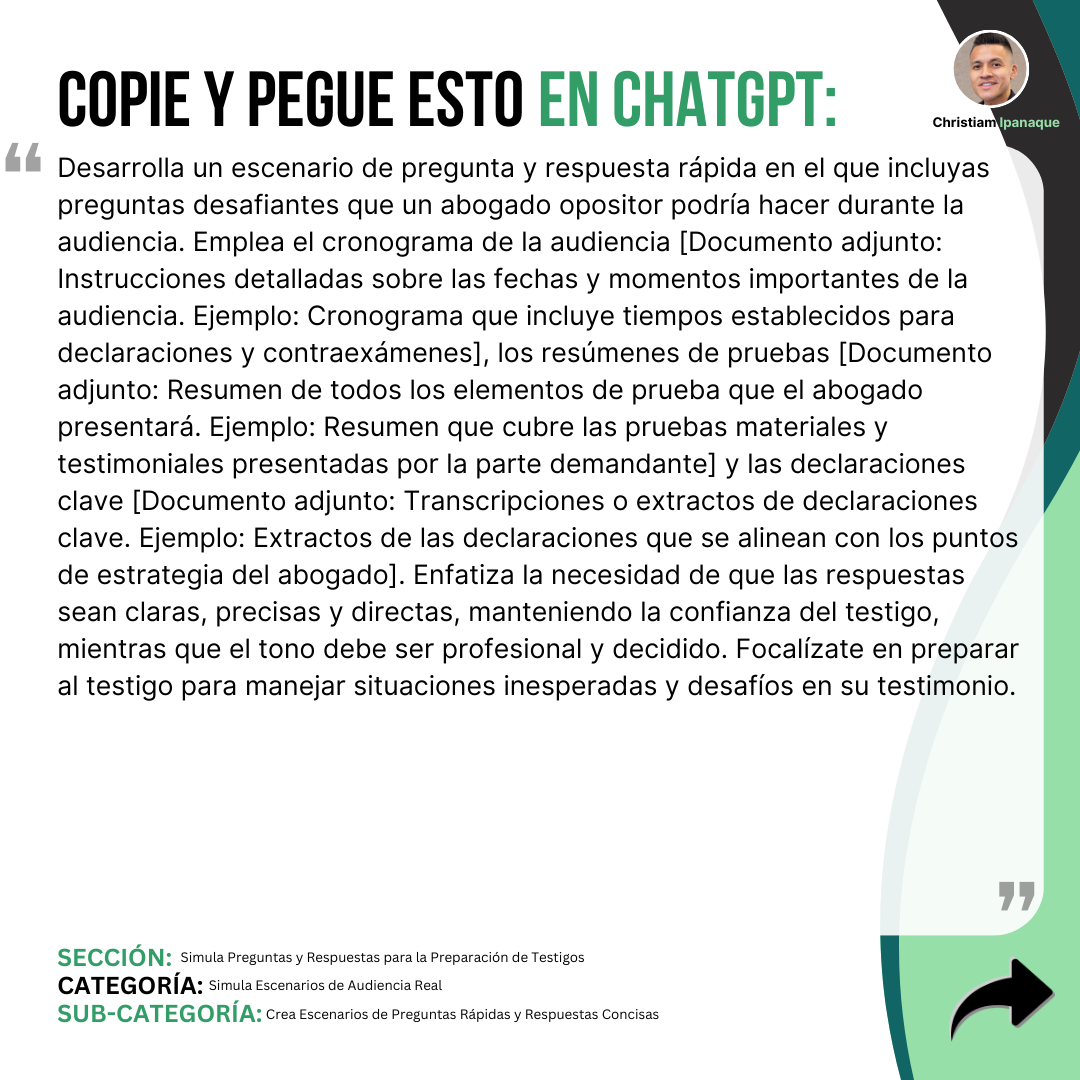 COPIE Y PEGUE ESTO EN CHATGPT:
Christiam Ipanaque
“
Desarrolla un escenario de pregunta y respuesta rápida en el que incluyas
preguntas desafiantes que un abogado opositor podría hacer durante la
audiencia. Emplea el cronograma de la audiencia [Documento adjunto:
Instrucciones detalladas sobre las fechas y momentos importantes de la
audiencia. Ejemplo: Cronograma que incluye tiempos establecidos para
declaraciones y contraexámenes], los resúmenes de pruebas [Documento
adjunto: Resumen de todos los elementos de prueba que el abogado
presentará. Ejemplo: Resumen que cubre las pruebas materiales y
testimoniales presentadas por la parte demandante] y las declaraciones
clave [Documento adjunto: Transcripciones o extractos de declaraciones
clave. Ejemplo: Extractos de las declaraciones que se alinean con los puntos
de estrategia del abogado]. Enfatiza la necesidad de que las respuestas
sean claras, precisas y directas, manteniendo la confianza del testigo,
mientras que el tono debe ser profesional y decidido. Focalízate en preparar
al testigo para manejar situaciones inesperadas y desafíos en su testimonio.
”
SECCIÓN: Simula Preguntas y Respuestas para la Preparación de Testigos
CATEGORÍA: Simula Escenarios de Audiencia Real
SUB-CATEGORÍA: Crea Escenarios de Preguntas Rápidas y Respuestas Concisas